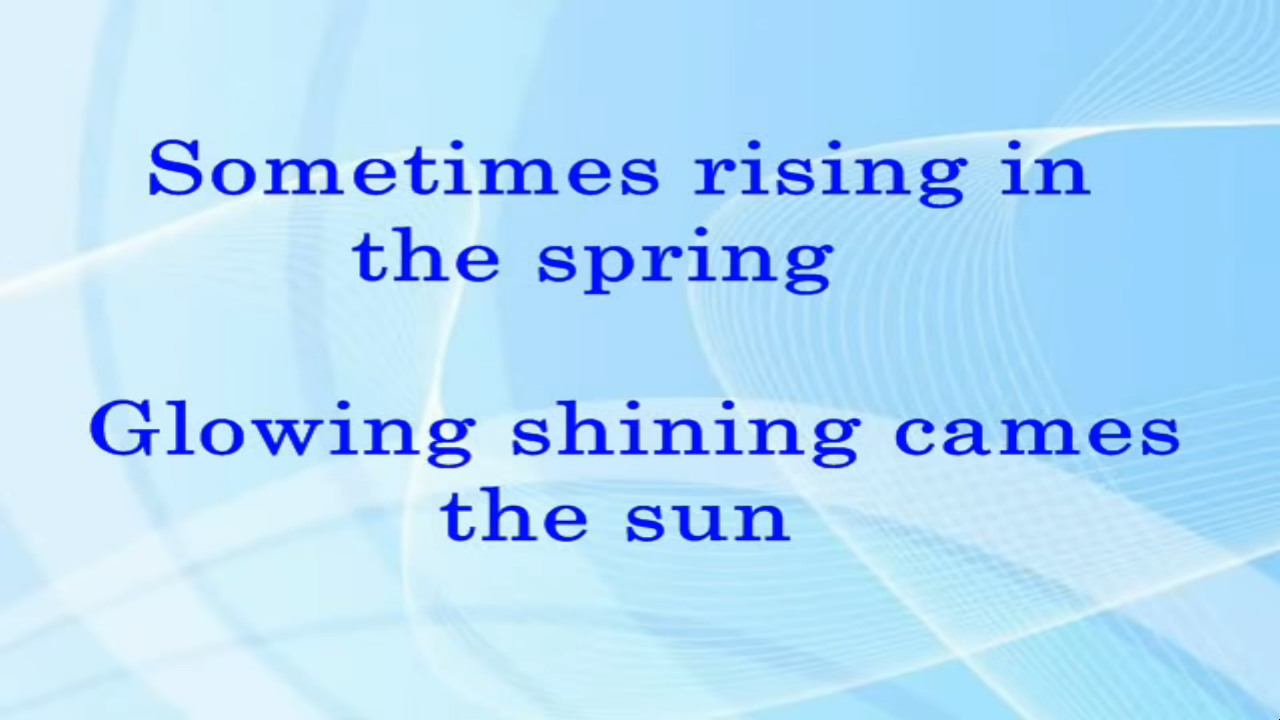 Sometimes rising in
the spring
Glowing shining cames
the sun